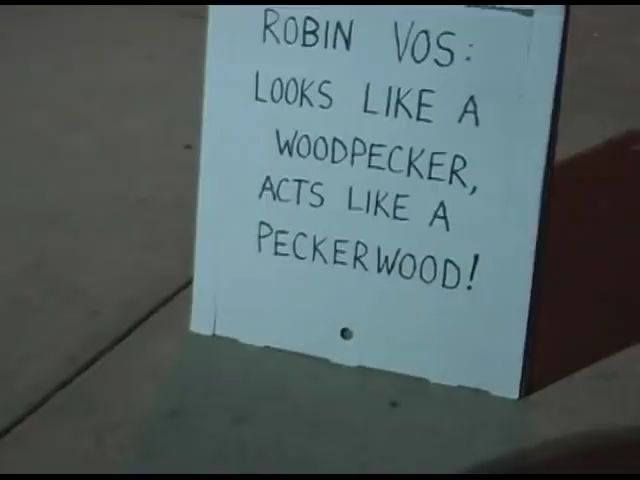 ROBIN VOS:
LOOKS LIKE A
WOODPECKER,
ACTS LIKE A
PECKERWOOD!